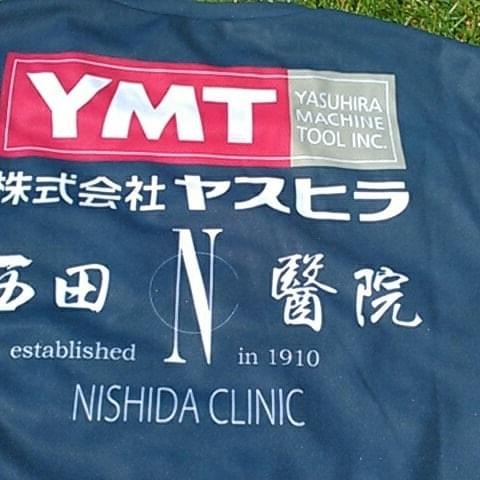 YMT
YASUHIRA
MACHINE
TOOL INC.
株式会社 ヤスヒラ
西田 N 醫院
established in 1910
NISHIDA CLINIC